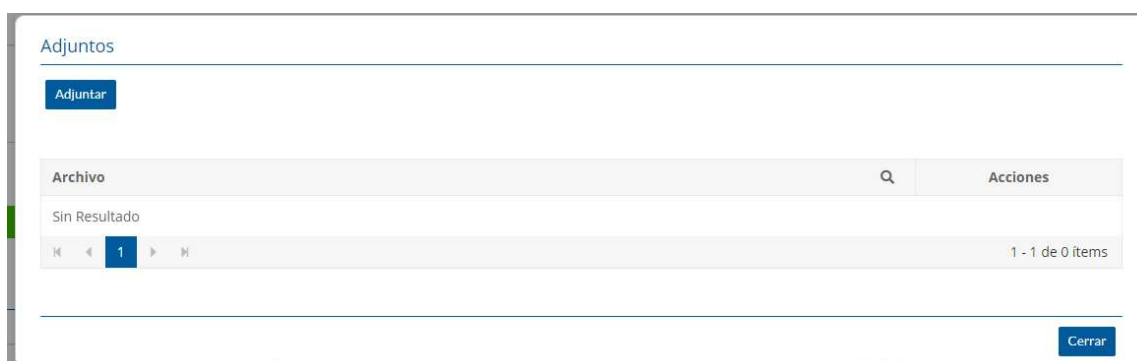 Adjuntos
Adjuntar
Archivo Acciones
Sin Resultado
1 1 - 1 de 0 ítems
Cerrar